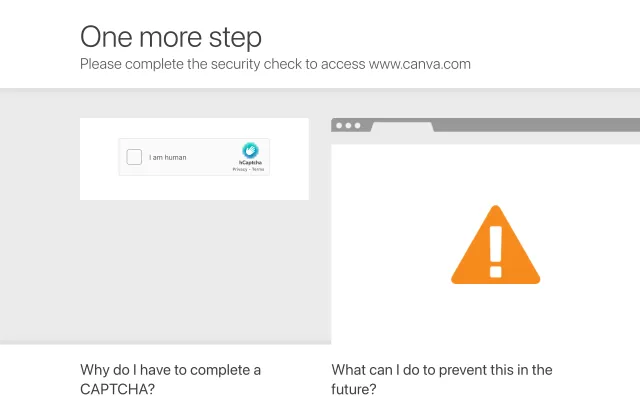 One more step
Please complete the security check to access www.canva.com
I am human
hCaptcha
Privacy - Terms
Why do I have to complete a
CAPTCHA?
What can I do to prevent this in the
future?